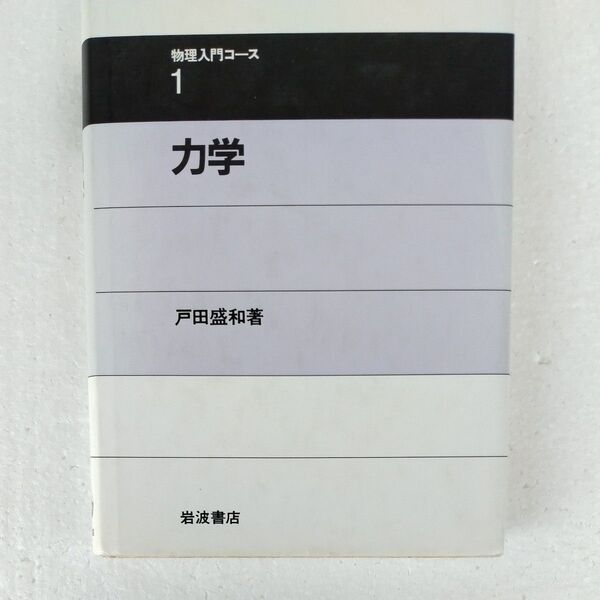 物理入門コース
1
力学
戸田盛和著
岩波書店